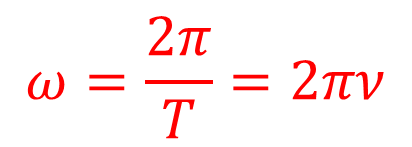 ω = 2π/T = 2πν